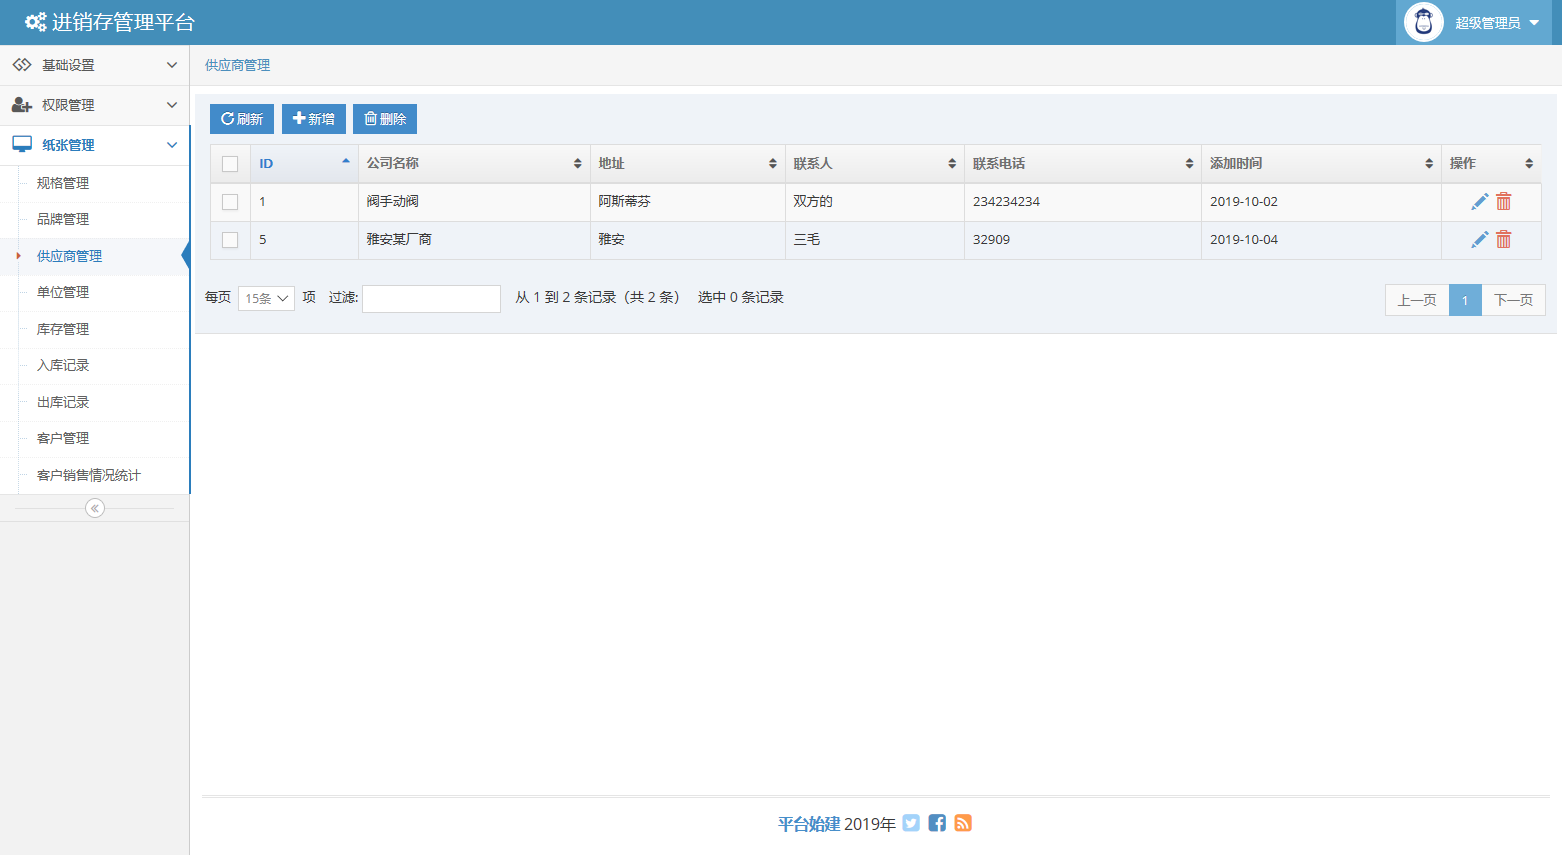 进销存管理平台
超级管理员
基础设置
权限管理
纸张管理
规格管理
品牌管理
供应商管理
单位管理
库存管理
入库记录
出库记录
客户管理
客户销售情况统计
供应商管理
刷新 新增 删除
ID 公司名称 地址 联系人 联系电话 添加时间 操作
1 阀手动阀 阿斯蒂芬 双方的 234234234 2019-10-02
5 雅安某厂商 雅安 三毛 32909 2019-10-04
每页 15条 项 过滤: 从 1 到 2 条记录（共 2 条） 选中 0 条记录
上一页 1 下一页
平台始建 2019年